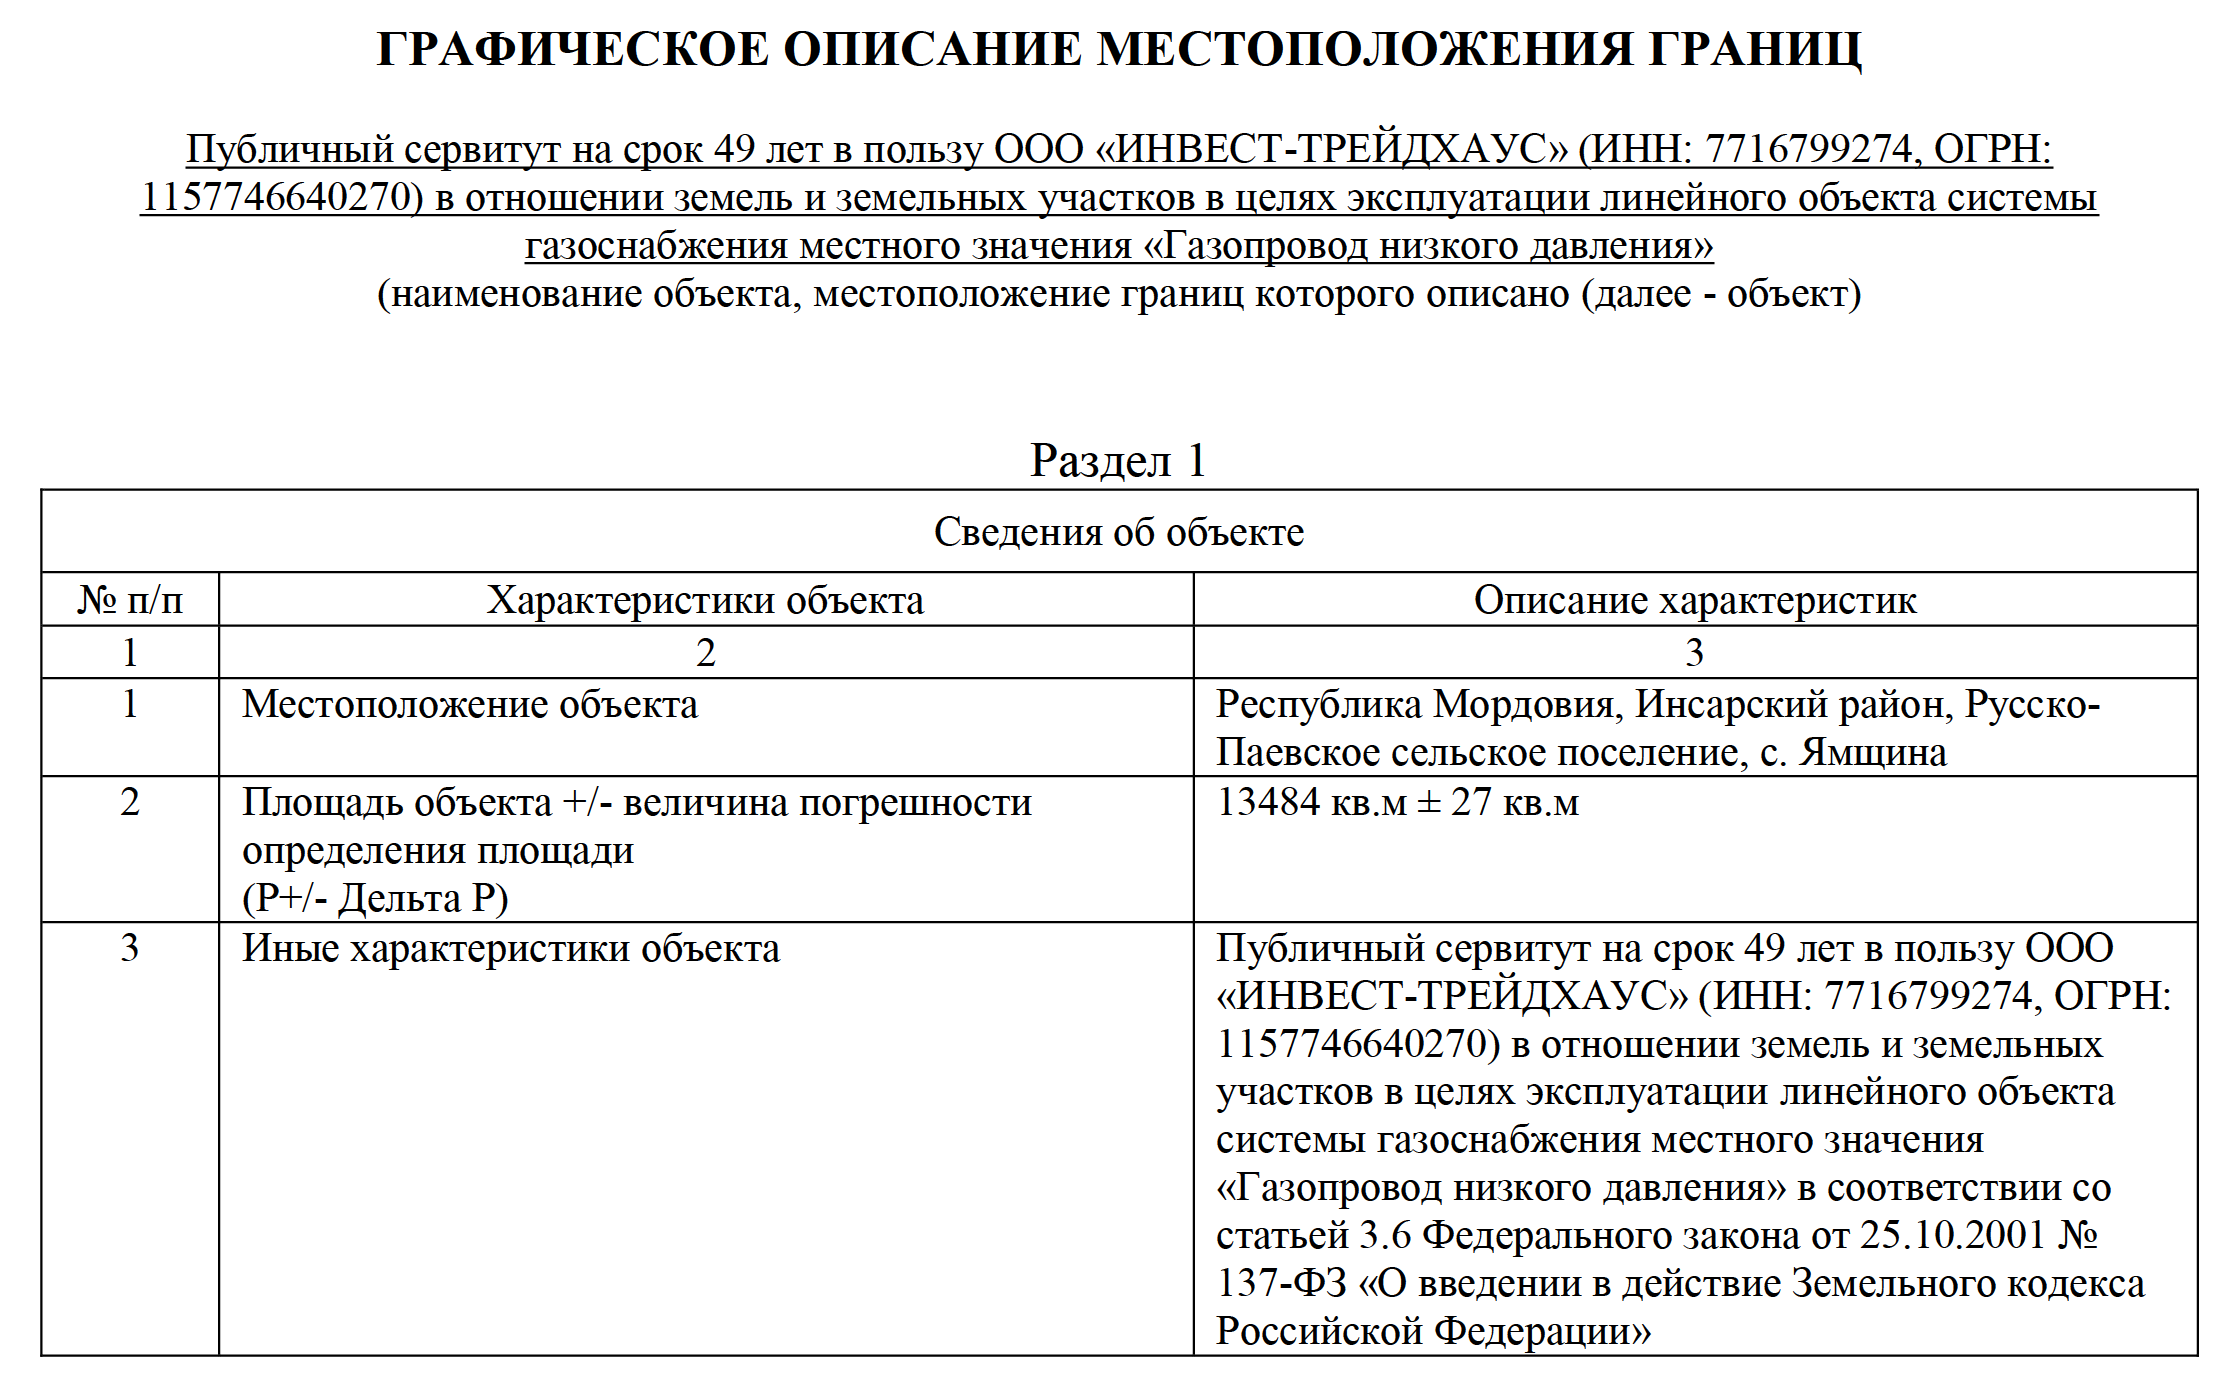 ГРАФИЧЕСКОЕ ОПИСАНИЕ МЕСТОПОЛОЖЕНИЯ ГРАНИЦ
Публичный сервитут на срок 49 лет в пользу ООО «ИНВЕСТ-ТРЕЙДХАУС» (ИНН: 7716799274, ОГРН:
1157746640270) в отношении земель и земельных участков в целях эксплуатации линейного объекта системы
газоснабжения местного значения «Газопровод низкого давления»
(наименование объекта, местоположение границ которого описано (далее - объект)
Раздел 1
Сведения об объекте
№ п/п Характеристики объекта Описание характеристик
1 2 3
1 Местоположение объекта Республика Мордовия, Инсарский район, Русско-
Паевское сельское поселение, с. Ямщина
2 Площадь объекта +/- величина погрешности 13484 кв.м ± 27 кв.м
определения площади
(Р+/- Дельта Р)
3 Иные характеристики объекта Публичный сервитут на срок 49 лет в пользу ООО
«ИНВЕСТ-ТРЕЙДХАУС» (ИНН: 7716799274, ОГРН:
1157746640270) в отношении земель и земельных
участков в целях эксплуатации линейного объекта
системы газоснабжения местного значения
«Газопровод низкого давления» в соответствии со
статьей 3.6 Федерального закона от 25.10.2001 №
137-ФЗ «О введении в действие Земельного кодекса
Российской Федерации»